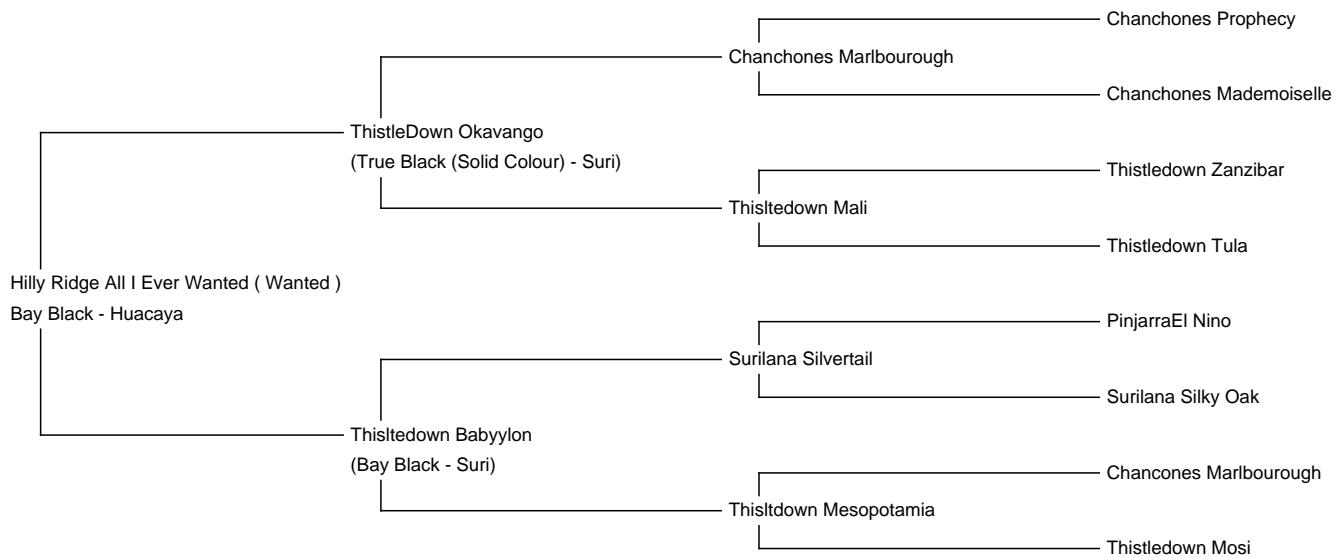 Chanchones Prophecy
Chanchones Marlbourough
Chanchones Mademoiselle
ThistleDown Okavango
(True Black (Solid Colour) - Suri)
Thistledown Zanzibar
Thisltedown Mali
Thistledown Tula
Hilly Ridge All I Ever Wanted ( Wanted )
Bay Black - Huacaya
PinjarraEl Nino
Surilana Silvertail
Surilana Silky Oak
Thisltedown Babyylon
(Bay Black - Suri)
Chancones Marlbourough
Thisltdown Mesopotamia
Thistledown Mosi